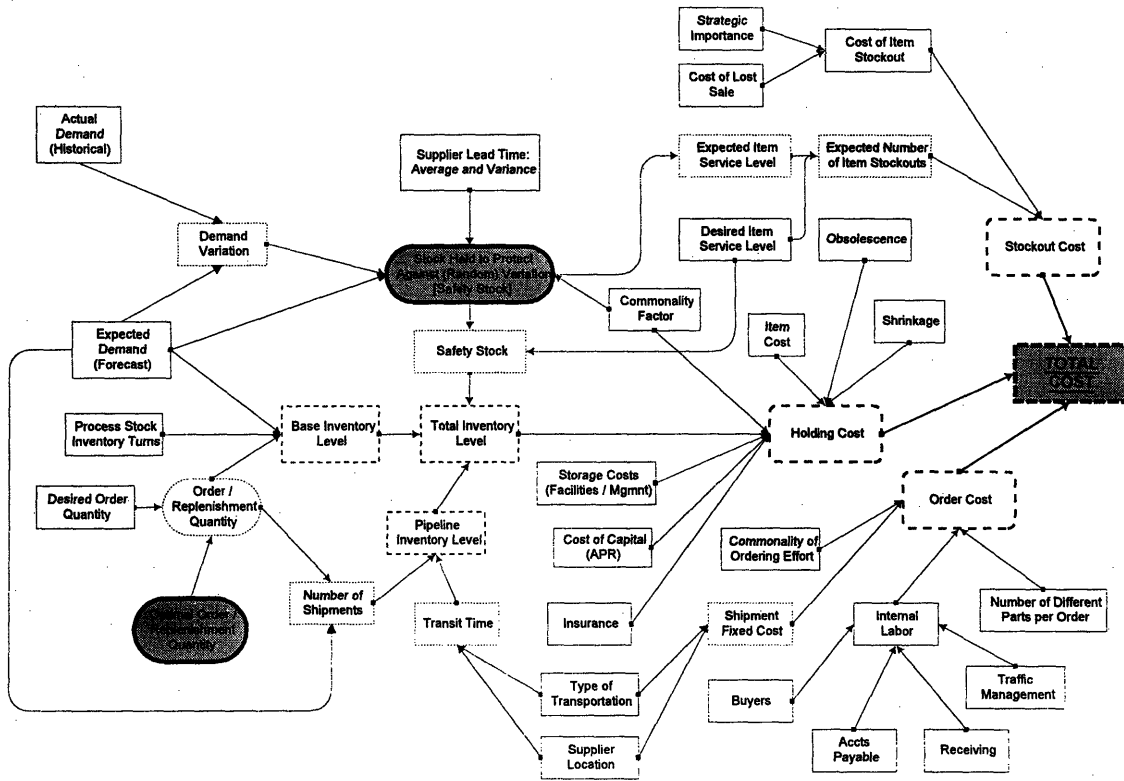 Strategic
Importance
Cost of Item
Stockout
Cost of Lost
Sale
Actual
Demand
(Historical)
Supplier Lead Time:
Average and Variance
Expected Item
Service Level
Expected Number
of Item Stockouts
Demand
Variation
Desired Item
Service Level
Obsolescence
Stockout Cost
Stock Held to Protect
Against (Random) Variation
[Safety Stock]
Commonality
Factor
Shrinkage
Expected
Demand
(Forecast)
Safety Stock
Item
Cost
TOTAL
COST
Process Stock
Inventory Turns
Base Inventory
Level
Total Inventory
Level
Holding Cost
Storage Costs
(Facilities / Mgmnt)
Desired Order
Quantity
Order /
Replenishment
Quantity
Order Cost
Pipeline
Inventory Level
Cost of Capital
(APR)
Commonality of
Ordering Effort
Number of
Shipments
Order /
Quantity
Transit Time
Insurance
Shipment
Fixed Cost
Internal
Labor
Number of Different
Parts per Order
Type of
Transportation
Buyers
Traffic
Management
Supplier
Location
Accts
Payable
Receiving